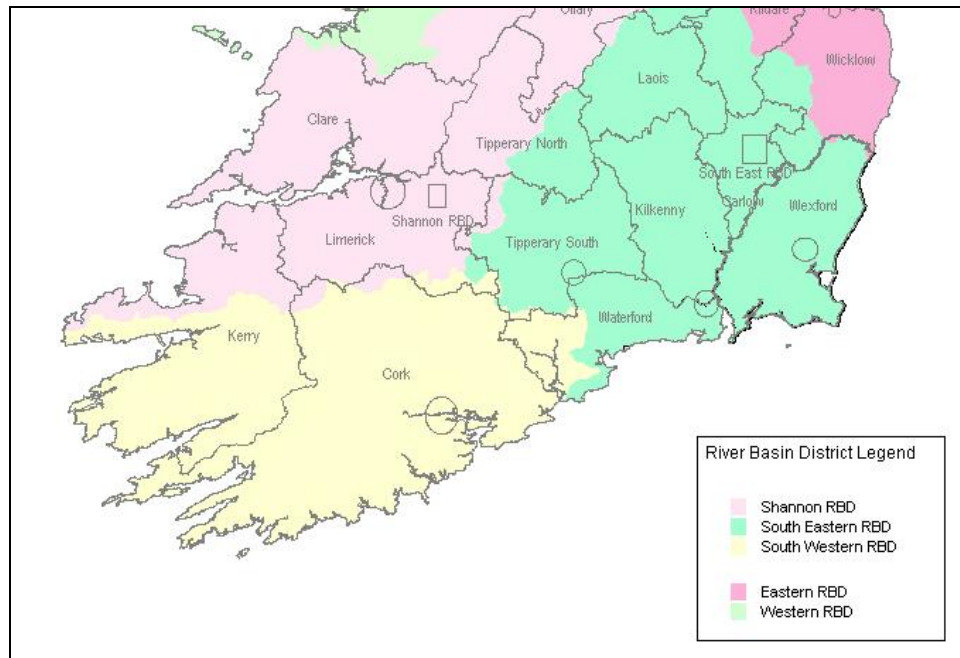 Offaly
Kildare
Wicklow
Laois
Clare
Tipperary North
South East RBD
Carlow
Shannon RBD
Kilkenny
Wexford
Limerick
Tipperary South
Waterford
Kerry
Cork
River Basin District Legend
Shannon RBD
South Eastern RBD
South Western RBD
Eastern RBD
Western RBD